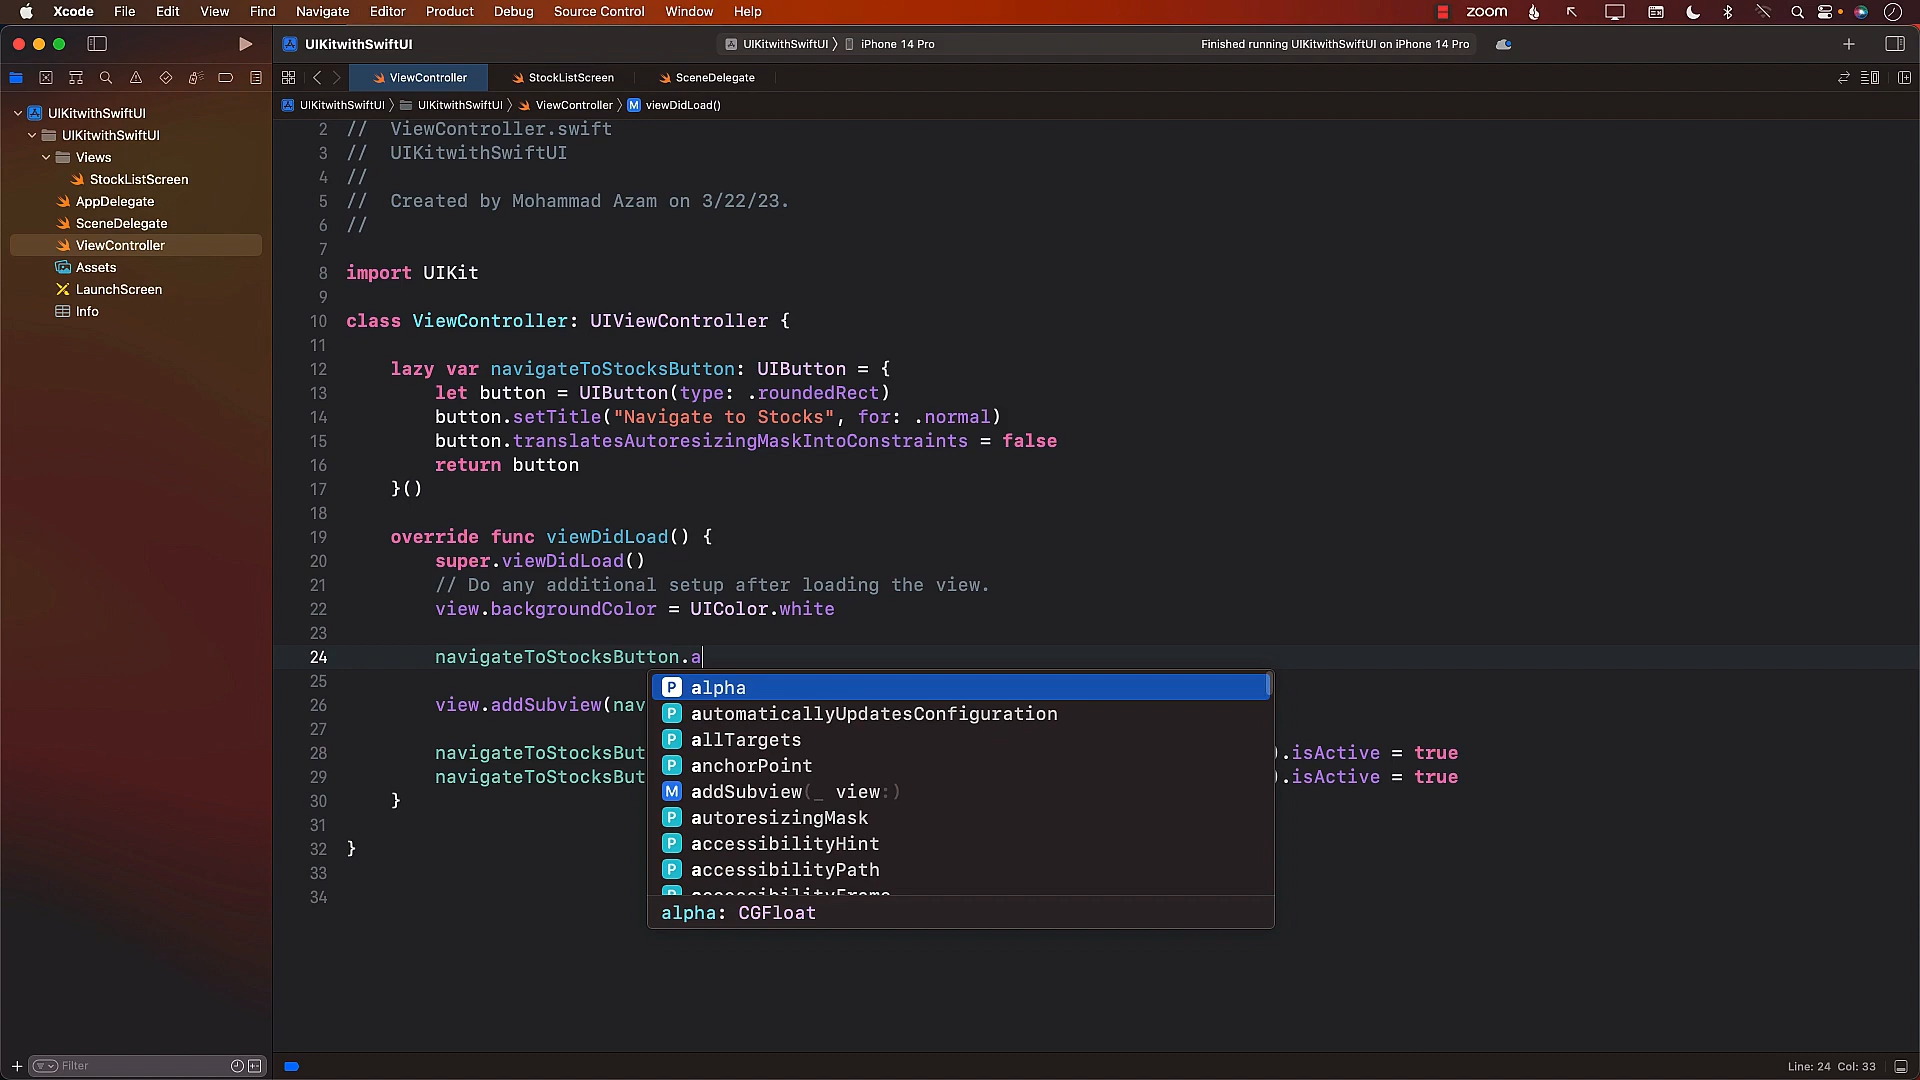 Xcode File Edit View Find Navigate Editor Product Debug Source Control Window Help zoom
UIKitwithSwiftUI UIKitwithSwiftUI iPhone 14 Pro Finished running UIKitwithSwiftUI on iPhone 14 Pro
ViewController StockListScreen SceneDelegate
UIKitwithSwiftUI UIKitwithSwiftUI ViewController M viewDidLoad()
UIKitwithSwiftUI
UIKitwithSwiftUI
Views
StockListScreen
AppDelegate
SceneDelegate
ViewController
Assets
LaunchScreen
Info
2 // ViewController.swift
3 // UIKitwithSwiftUI
4 //
5 // Created by Mohammad Azam on 3/22/23.
6 //
7
8 import UIKit
9
10 class ViewController: UIViewController {
11
12 lazy var navigateToStocksButton: UIButton = {
13 let button = UIButton(type: .roundedRect)
14 button.setTitle("Navigate to Stocks", for: .normal)
15 button.translatesAutoresizingMaskIntoConstraints = false
16 return button
17 }()
18
19 override func viewDidLoad() {
20 super.viewDidLoad()
21 // Do any additional setup after loading the view.
22 view.backgroundColor = UIColor.white
23
24 navigateToStocksButton.a
25
26 view.addSubview(nav
27
28 navigateToStocksBut ).isActive = true
29 navigateToStocksBut ).isActive = true
30 }
31
32 }
33
34
P alpha
P automaticallyUpdatesConfiguration
P allTargets
P anchorPoint
M addSubview(_ view:)
P autoresizingMask
P accessibilityHint
P accessibilityPath
alpha: CGFloat
Filter
Line: 24 Col: 33